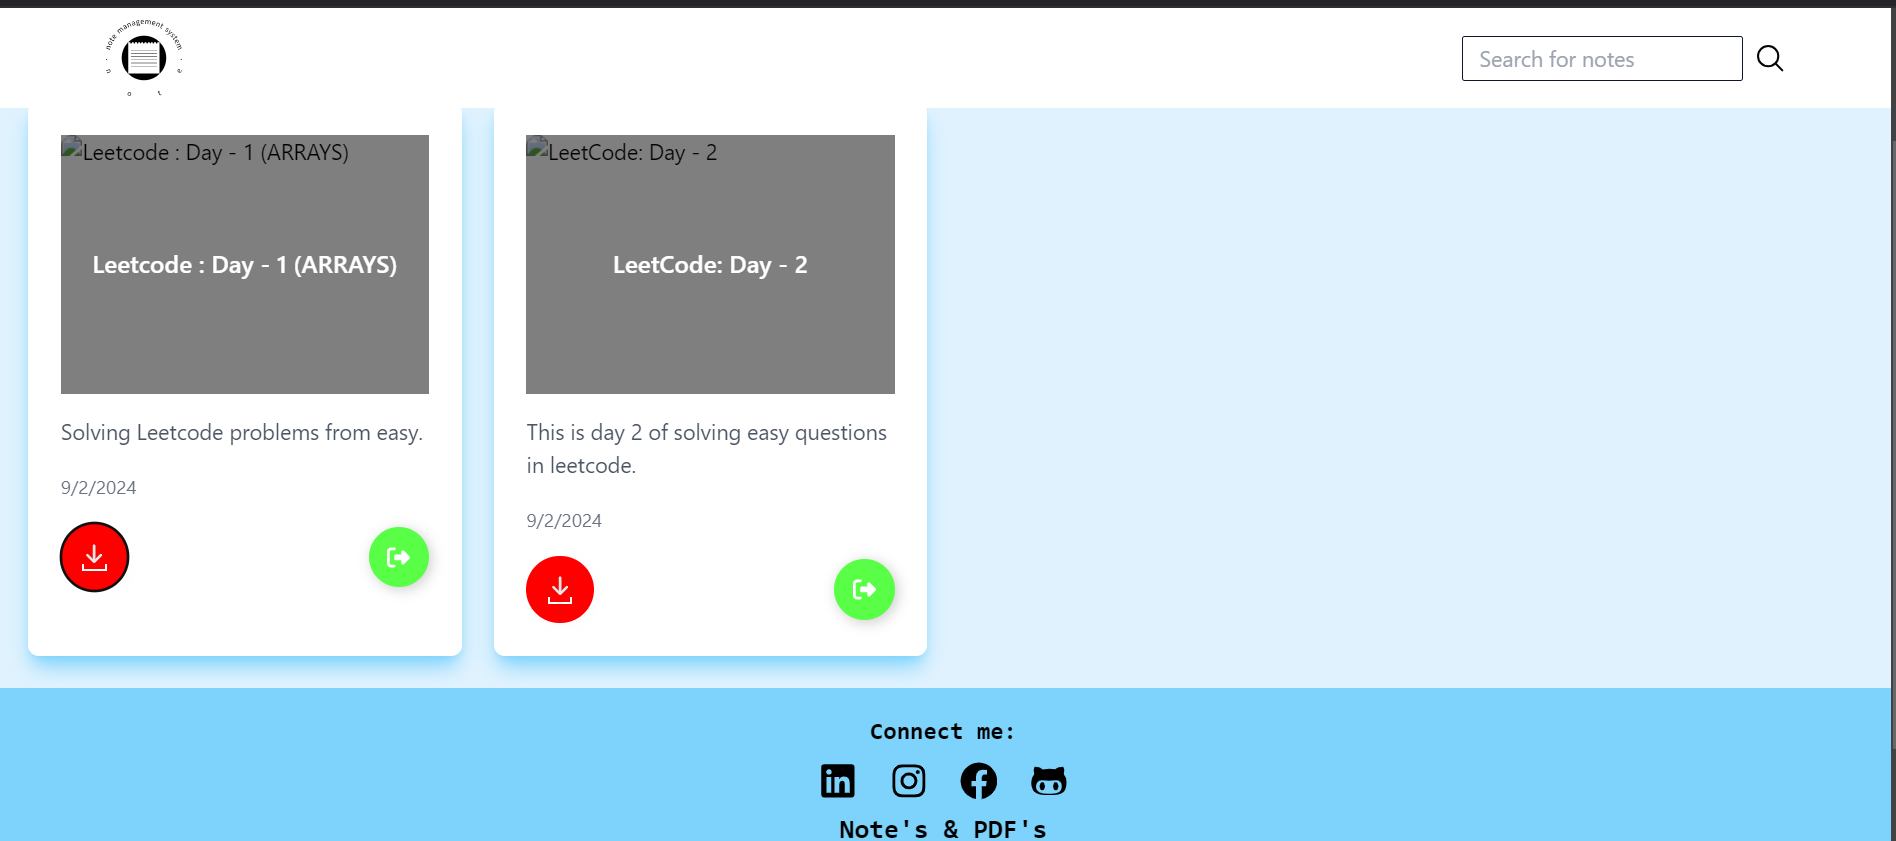 note management system
n o t e
Search for notes
Leetcode : Day - 1 (ARRAYS)
Leetcode : Day - 1 (ARRAYS)
Solving Leetcode problems from easy.
9/2/2024
LeetCode: Day - 2
LeetCode: Day - 2
This is day 2 of solving easy questions
in leetcode.
9/2/2024
Connect me:
in
Note's & PDF's